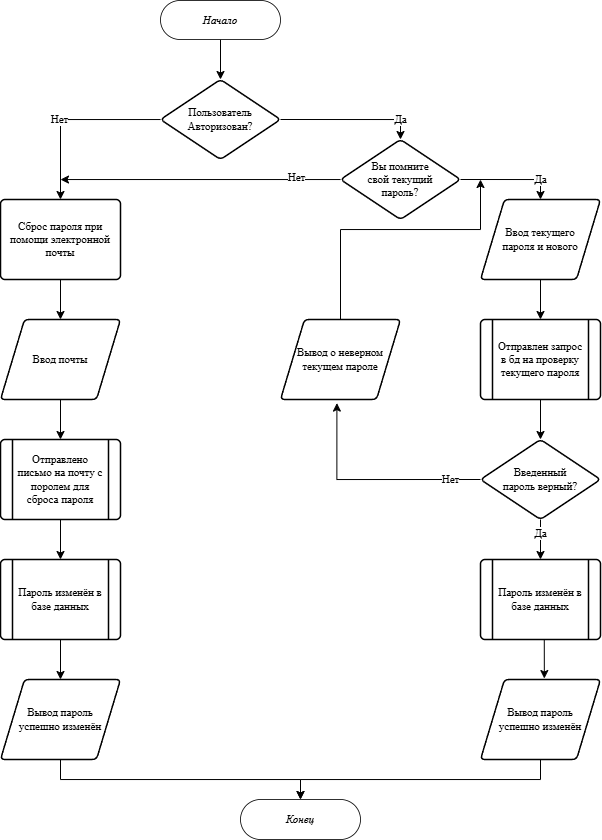 Начало
Пользователь
Авторизован?
Нет
Да
Вы помните
свой текущий
пароль?
Нет
Да
Сброс пароля при
помощи электронной
почты
Ввод текущего
пароля и нового
Ввод почты
Вывод о неверном
текущем пароле
Отправлен запрос
в бд на проверку
текущего пароля
Отправлено
письмо на почту с
поролем для
сброса пароля
Введенный
пароль верный?
Нет
Да
Пароль изменён в
базе данных
Пароль изменён в
базе данных
Вывод пароль
успешно изменён
Вывод пароль
успешно изменён
Конец